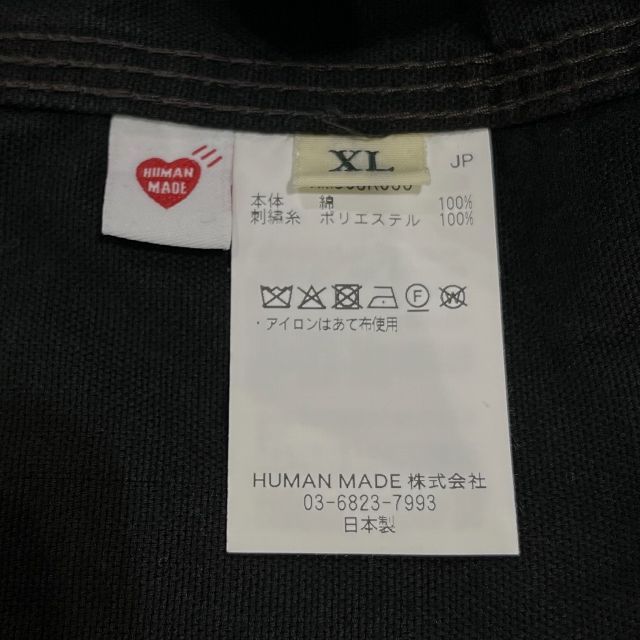 HUMAN
MADE
XL
JP
本体 綿 100%
刺繍糸 ポリエステル 100%
・アイロンはあて布使用
HUMAN MADE 株式会社
03-6823-7993
日本製